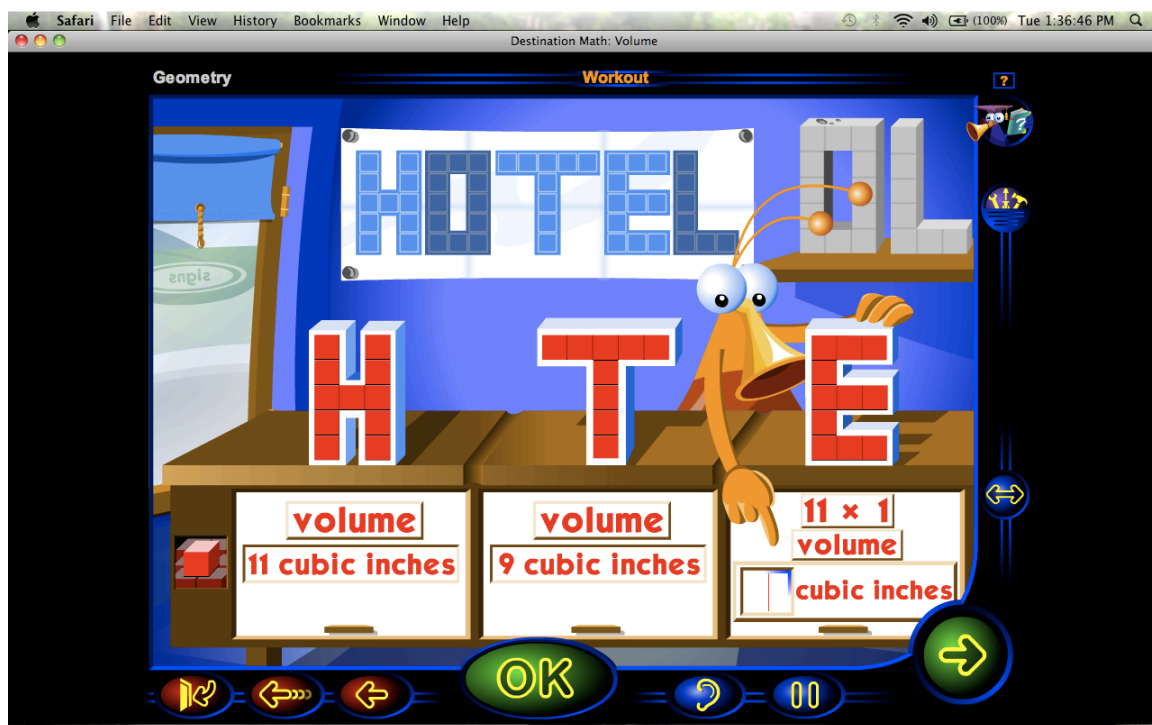 Safari File Edit View History Bookmarks Window Help (100%) Tue 1:36:46 PM
Destination Math: Volume
Geometry Workout
?
HOTEL
OL
?
signs
H T E
11 × 1
volume volume volume
11 cubic inches 9 cubic inches cubic inches
OK